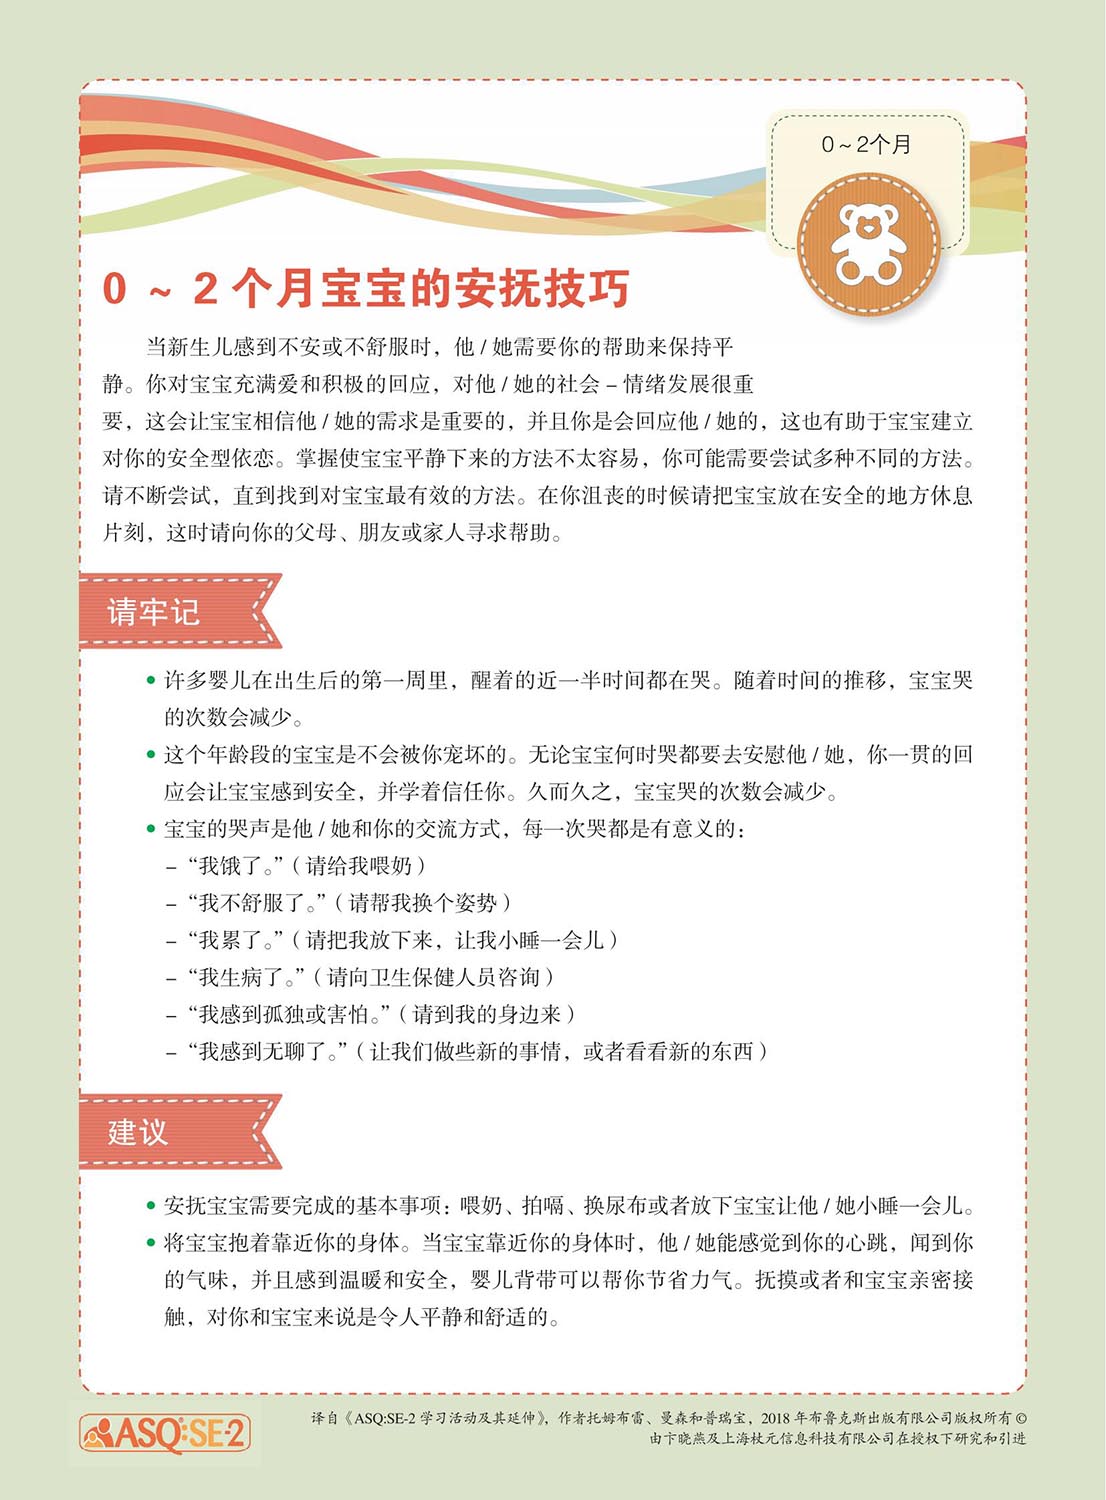 0~2个月
0 ~ 2 个月宝宝的安抚技巧
当新生儿感到不安或不舒服时，他 / 她需要你的帮助来保持平
静。你对宝宝充满爱和积极的回应，对他 / 她的社会 – 情绪发展很重
要，这会让宝宝相信他 / 她的需求是重要的，并且你是会回应他 / 她的，这也有助于宝宝建立
对你的安全型依恋。掌握使宝宝平静下来的方法不太容易，你可能需要尝试多种不同的方法。
请不断尝试，直到找到对宝宝最有效的方法。在你沮丧的时候请把宝宝放在安全的地方休息
片刻，这时请向你的父母、朋友或家人寻求帮助。
请牢记
• 许多婴儿在出生后的第一周里，醒着的近一半时间都在哭。随着时间的推移，宝宝哭
的次数会减少。
• 这个年龄段的宝宝是不会被你宠坏的。无论宝宝何时哭都要去安慰他 / 她，你一贯的回
应会让宝宝感到安全，并学着信任你。久而久之，宝宝哭的次数会减少。
• 宝宝的哭声是他 / 她和你的交流方式，每一次哭都是有意义的：
– “我饿了。”（请给我喂奶）
– “我不舒服了。”（请帮我换个姿势）
– “我累了。”（请把我放下来，让我小睡一会儿）
– “我生病了。”（请向卫生保健人员咨询）
– “我感到孤独或害怕。”（请到我的身边来）
– “我感到无聊了。”（让我们做些新的事情，或者看看新的东西）
建议
• 安抚宝宝需要完成的基本事项：喂奶、拍嗝、换尿布或者放下宝宝让他 / 她小睡一会儿。
• 将宝宝抱着靠近你的身体。当宝宝靠近你的身体时，他 / 她能感觉到你的心跳，闻到你
的气味，并且感到温暖和安全，婴儿背带可以帮你节省力气。抚摸或者和宝宝亲密接
触，对你和宝宝来说是令人平静和舒适的。
ASQ:SE-2
译自《ASQ:SE-2 学习活动及其延伸》，作者托姆布雷、曼森和普瑞宝，2018 年布鲁克斯出版有限公司版权所有 ©
由卞晓燕及上海杖元信息科技有限公司在授权下研究和引进